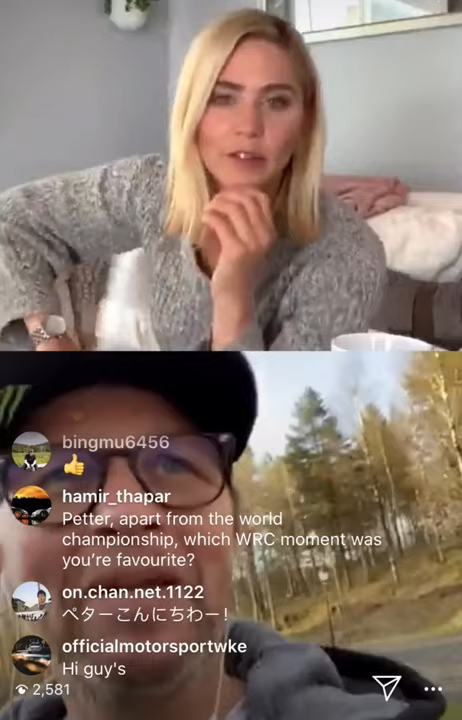 bingmu6456
👍
hamir_thapar
Petter, apart from the world
championship, which WRC moment was
you're favourite?
on.chan.net.1122
ペターこんにちわー!
officialmotorsportwke
Hi guy's
2,581